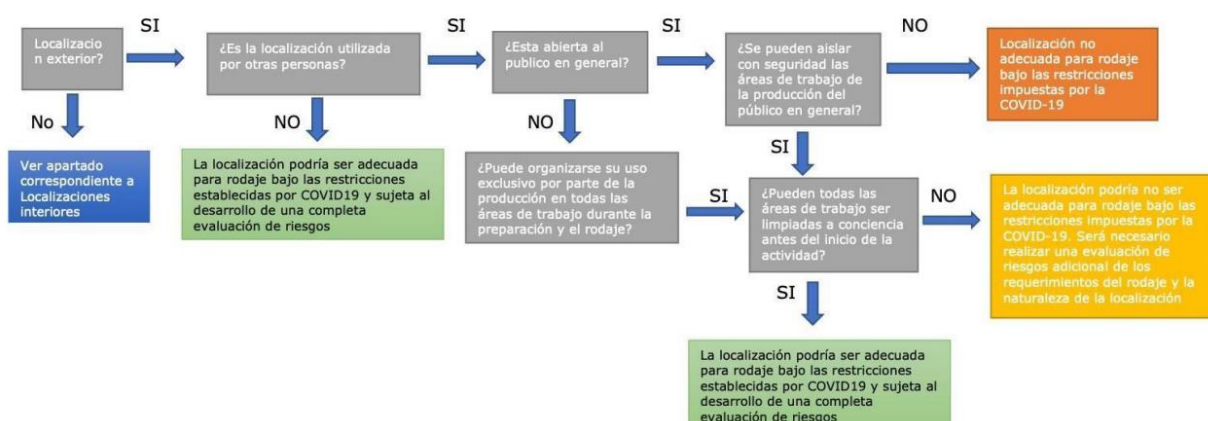 SI
SI
SI
NO
Localizacio
n exterior?
¿Es la localización utilizada
por otras personas?
¿Esta abierta al
publico en general?
¿Se pueden aislar
con seguridad las
áreas de trabajo de
la producción del
público en general?
Localización no
adecuada para rodaje
bajo las restricciones
impuestas por la
COVID-19
No
NO
NO
SI
Ver apartado
correspondiente a
Localizaciones
interiores
La localización podría ser adecuada
para rodaje bajo las restricciones
establecidas por COVID19 y sujeta al
desarrollo de una completa
evaluación de riesgos
¿Puede organizarse su uso
exclusivo por parte de la
producción en todas las
áreas de trabajo durante la
preparación y el rodaje?
SI
¿Pueden todas las
áreas de trabajo ser
limpiadas a conciencia
antes del inicio de la
actividad?
NO
La localización podría no ser
adecuada para rodaje bajo las
restricciones impuestas por la
COVID-19. Será necesario
realizar una evaluación de
riesgos adicional de los
requerimientos del rodaje y la
naturaleza de la localización
SI
La localización podría ser adecuada
para rodaje bajo las restricciones
establecidas por COVID19 y sujeta al
desarrollo de una completa
evaluación de riesgos